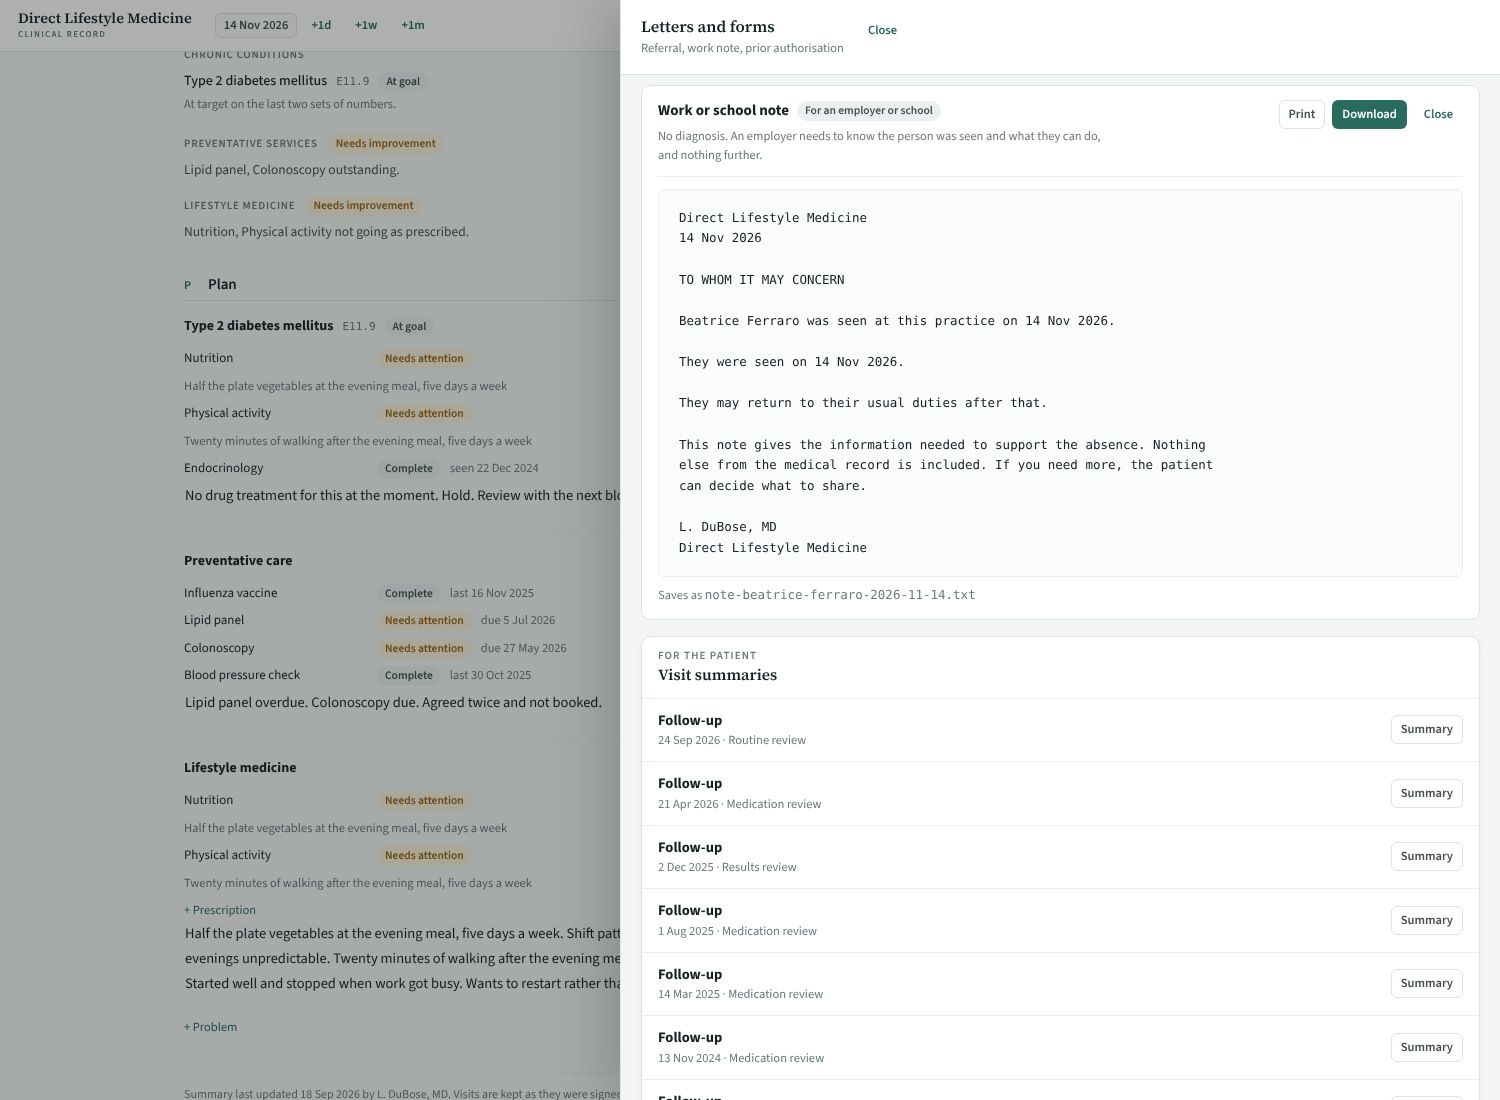 Direct Lifestyle Medicine
CLINICAL RECORD
14 Nov 2026
+1d
+1w
+1m
CHRONIC CONDITIONS
Type 2 diabetes mellitus E11.9 At goal
At target on the last two sets of numbers.
PREVENTATIVE SERVICES Needs improvement
Lipid panel, Colonoscopy outstanding.
LIFESTYLE MEDICINE Needs improvement
Nutrition, Physical activity not going as prescribed.
P Plan
Type 2 diabetes mellitus E11.9 At goal
Nutrition Needs attention
Half the plate vegetables at the evening meal, five days a week
Physical activity Needs attention
Twenty minutes of walking after the evening meal, five days a week
Endocrinology Complete seen 22 Dec 2024
No drug treatment for this at the moment. Hold. Review with the next
Preventative care
Influenza vaccine Complete last 16 Nov 2025
Lipid panel Needs attention due 5 Jul 2026
Colonoscopy Needs attention due 27 May 2026
Blood pressure check Complete last 30 Oct 2025
Lipid panel overdue. Colonoscopy due. Agreed twice and not booked.
Lifestyle medicine
Nutrition Needs attention
Half the plate vegetables at the evening meal, five days a week
Physical activity Needs attention
Twenty minutes of walking after the evening meal, five days a week
+ Prescription
Half the plate vegetables at the evening meal, five days a week. Shift
evenings unpredictable. Twenty minutes of walking after the evening
Started well and stopped when work got busy. Wants to restart rather
+ Problem
Summary last updated 18 Sep 2026 by L. DuBose, MD. Visits are kept as they were signed
Letters and forms
Close
Referral, work note, prior authorisation
Work or school note For an employer or school
Print
Download
Close
No diagnosis. An employer needs to know the person was seen and what they can do,
and nothing further.
Direct Lifestyle Medicine
14 Nov 2026
TO WHOM IT MAY CONCERN
Beatrice Ferraro was seen at this practice on 14 Nov 2026.
They were seen on 14 Nov 2026.
They may return to their usual duties after that.
This note gives the information needed to support the absence. Nothing
else from the medical record is included. If you need more, the patient
can decide what to share.
L. DuBose, MD
Direct Lifestyle Medicine
Saves as note-beatrice-ferraro-2026-11-14.txt
FOR THE PATIENT
Visit summaries
Follow-up
24 Sep 2026 · Routine review
Summary
Follow-up
21 Apr 2026 · Medication review
Summary
Follow-up
2 Dec 2025 · Results review
Summary
Follow-up
1 Aug 2025 · Medication review
Summary
Follow-up
14 Mar 2025 · Medication review
Summary
Follow-up
13 Nov 2024 · Medication review
Summary